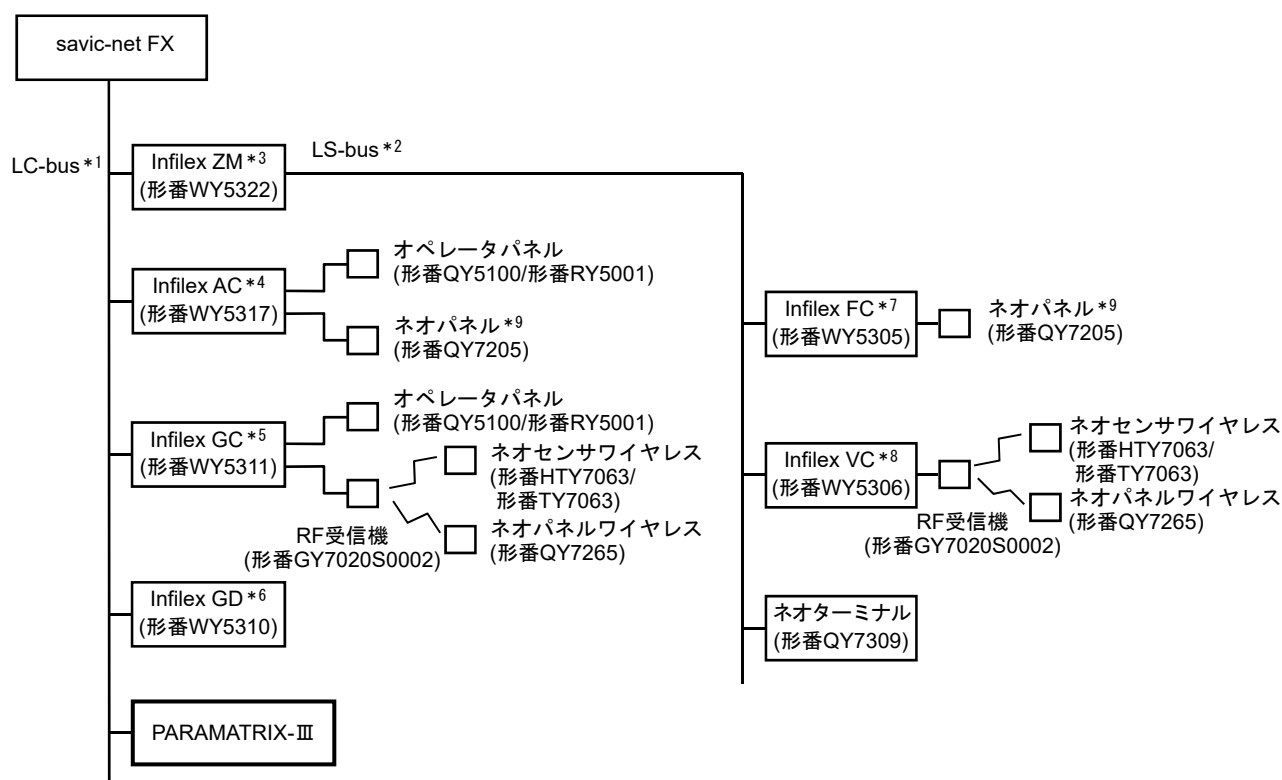 savic-net FX
LC-bus*1
Infilex ZM*3
(形番WY5322)
LS-bus*2
Infilex AC*4
(形番WY5317)
オペレータパネル
(形番QY5100/形番RY5001)
ネオパネル*9
(形番QY7205)
Infilex GC*5
(形番WY5311)
オペレータパネル
(形番QY5100/形番RY5001)
ネオセンサワイヤレス
(形番HTY7063/
形番TY7063)
RF受信機
(形番GY7020S0002)
ネオパネルワイヤレス
(形番QY7265)
Infilex GD*6
(形番WY5310)
PARAMATRIX-Ⅲ
Infilex FC*7
(形番WY5305)
ネオパネル*9
(形番QY7205)
Infilex VC*8
(形番WY5306)
ネオセンサワイヤレス
(形番HTY7063/
形番TY7063)
RF受信機
(形番GY7020S0002)
ネオパネルワイヤレス
(形番QY7265)
ネオターミナル
(形番QY7309)